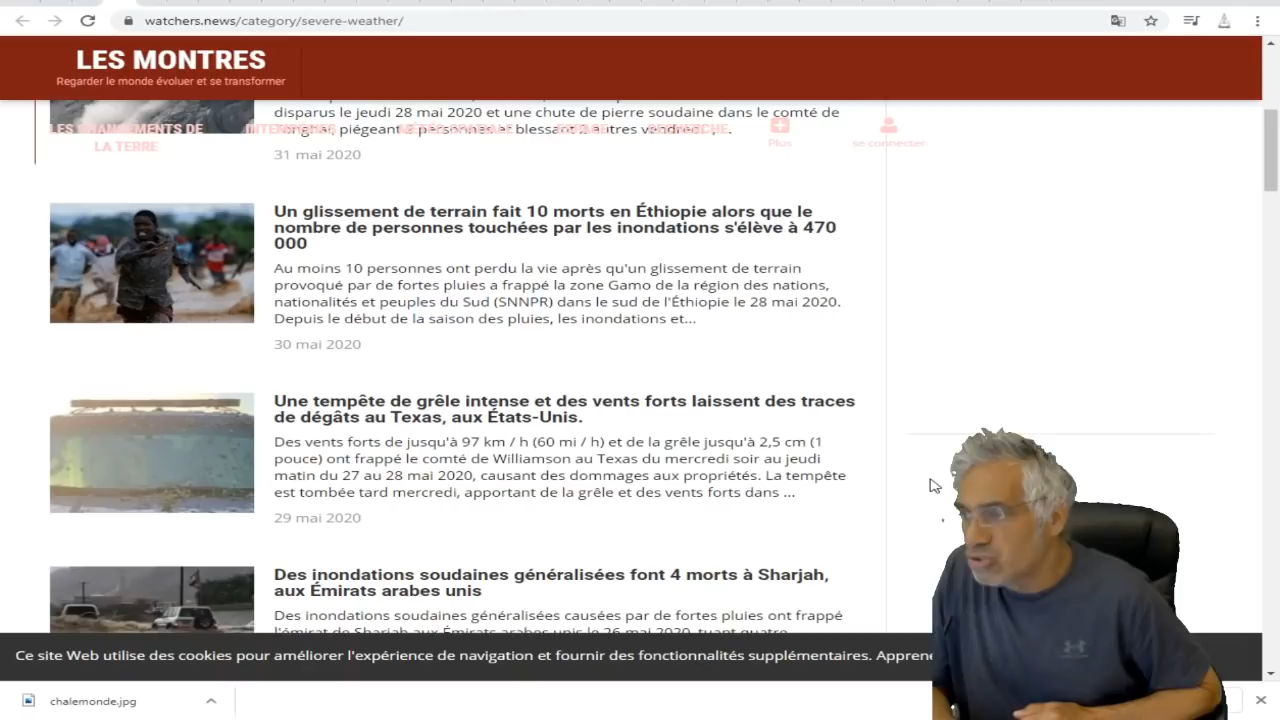 watchers.news/category/severe-weather/
LES MONTRES
Regarder le monde évoluer et se transformer
disparus le jeudi 28 mai 2020 et une chute de pierre soudaine dans le comté de
piégeant 2 personnes et blessant 2 autres vendredi
LES CHANGEMENTS DE
LA TERRE
Plus
se connecter
31 mai 2020
Un glissement de terrain fait 10 morts en Éthiopie alors que le
nombre de personnes touchées par les inondations s'élève à 470
000
Au moins 10 personnes ont perdu la vie après qu'un glissement de terrain
provoqué par de fortes pluies a frappé la zone Gamo de la région des nations,
nationalités et peuples du Sud (SNNPR) dans le sud de l'Éthiopie le 28 mai 2020.
Depuis le début de la saison des pluies, les inondations et...
30 mai 2020
Une tempête de grêle intense et des vents forts laissent des traces
de dégâts au Texas, aux États-Unis.
Des vents forts de jusqu'à 97 km / h (60 mi / h) et de la grêle jusqu'à 2,5 cm (1
pouce) ont frappé le comté de Williamson au Texas du mercredi soir au jeudi
matin du 27 au 28 mai 2020, causant des dommages aux propriétés. La tempête
est tombée tard mercredi, apportant de la grêle et des vents forts dans ...
29 mai 2020
Des inondations soudaines généralisées font 4 morts à Sharjah,
aux Émirats arabes unis
Des inondations soudaines généralisées causées par de fortes pluies ont frappé
l'émirat de Sharjah aux Émirats arabes unis le 26 mai 2020, tuant quatre
Ce site Web utilise des cookies pour améliorer l'expérience de navigation et fournir des fonctionnalités supplémentaires.
chalemonde.jpg